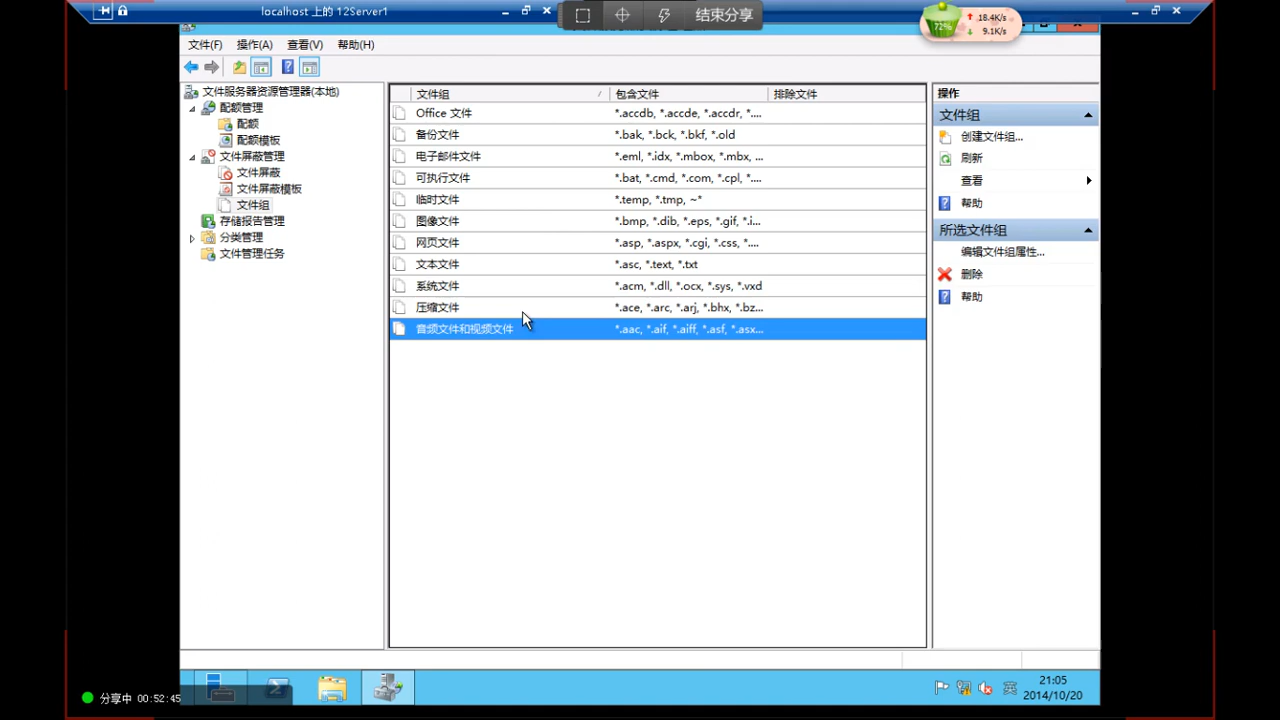 localhost 上的 12Server1
结束分享
72%
18.4K/s
9.1K/s
文件(F) 操作(A) 查看(V) 帮助(H)
文件服务器资源管理器(本地)
配额管理
配额
配额模板
文件屏蔽管理
文件屏蔽
文件屏蔽模板
文件组
存储报告管理
分类管理
文件管理任务
文件组 包含文件 排除文件
Office 文件 *.accdb, *.accde, *.accdr, *....
备份文件 *.bak, *.bck, *.bkf, *.old
电子邮件文件 *.eml, *.idx, *.mbox, *.mbx, ...
可执行文件 *.bat, *.cmd, *.com, *.cpl, *....
临时文件 *.temp, *.tmp, ~*
图像文件 *.bmp, *.dib, *.eps, *.gif, *.i...
网页文件 *.asp, *.aspx, *.cgi, *.css, *....
文本文件 *.asc, *.text, *.txt
系统文件 *.acm, *.dll, *.ocx, *.sys, *.vxd
压缩文件 *.ace, *.arc, *.arj, *.bhx, *.bz...
音频文件和视频文件 *.aac, *.aif, *.aiff, *.asf, *.asx...
操作
文件组
创建文件组...
刷新
查看
帮助
所选文件组
编辑文件组属性...
删除
帮助
分享中 00:52:45
英
21:05
2014/10/20